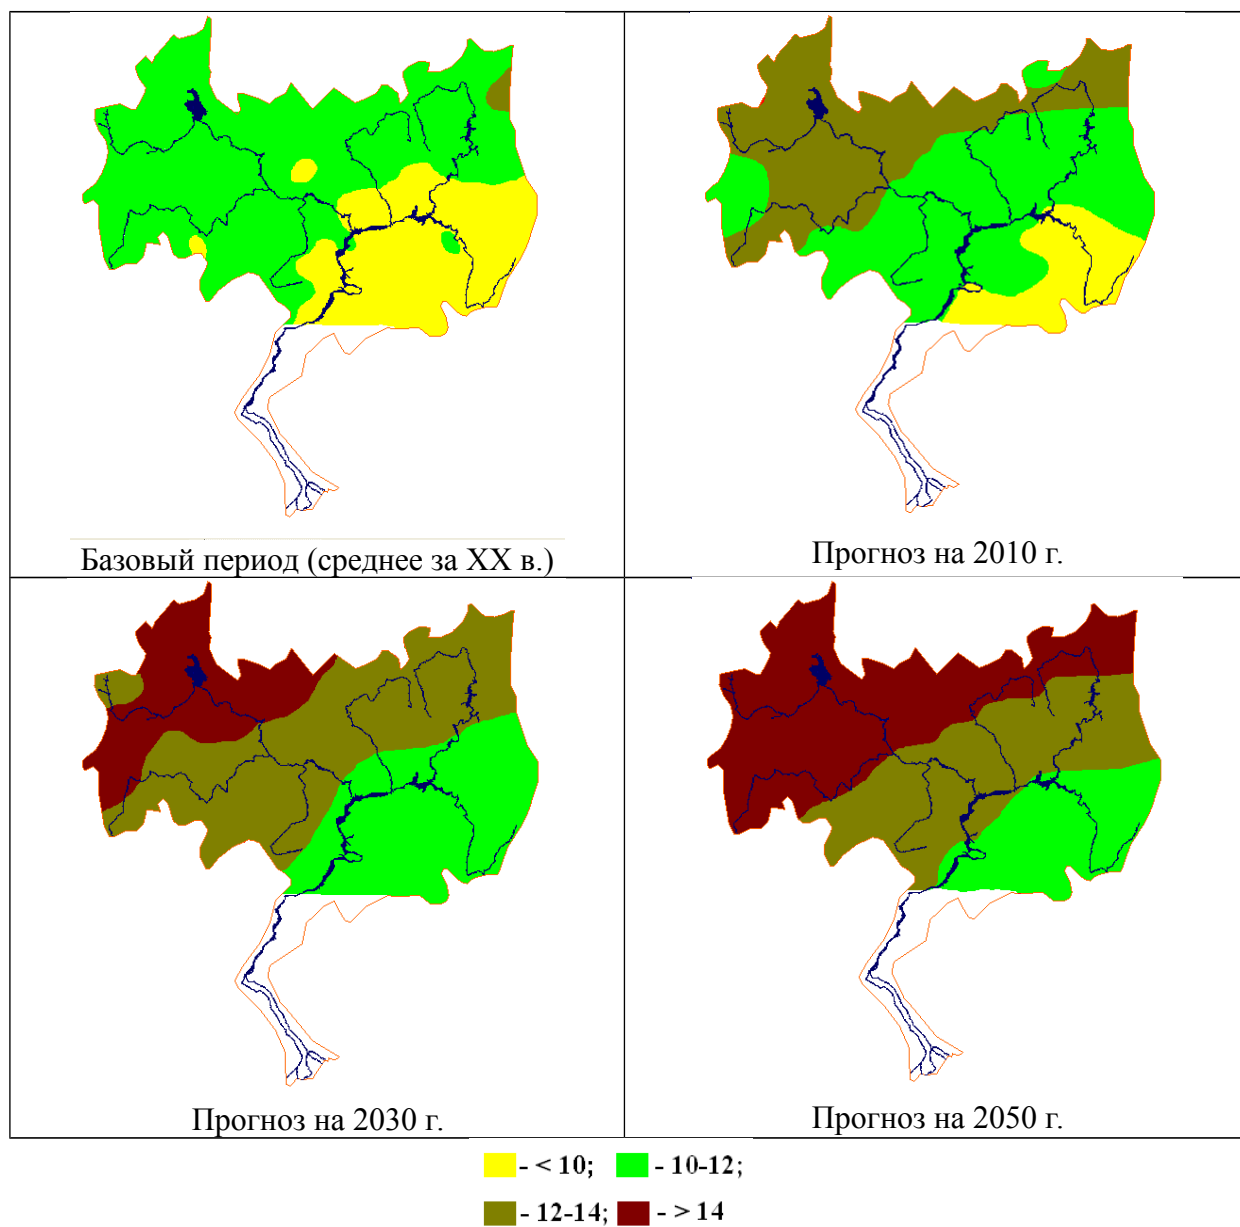 Базовый период (среднее за XX в.)
Прогноз на 2010 г.
Прогноз на 2030 г.
Прогноз на 2050 г.
- < 10; - 10-12;
- 12-14; - > 14